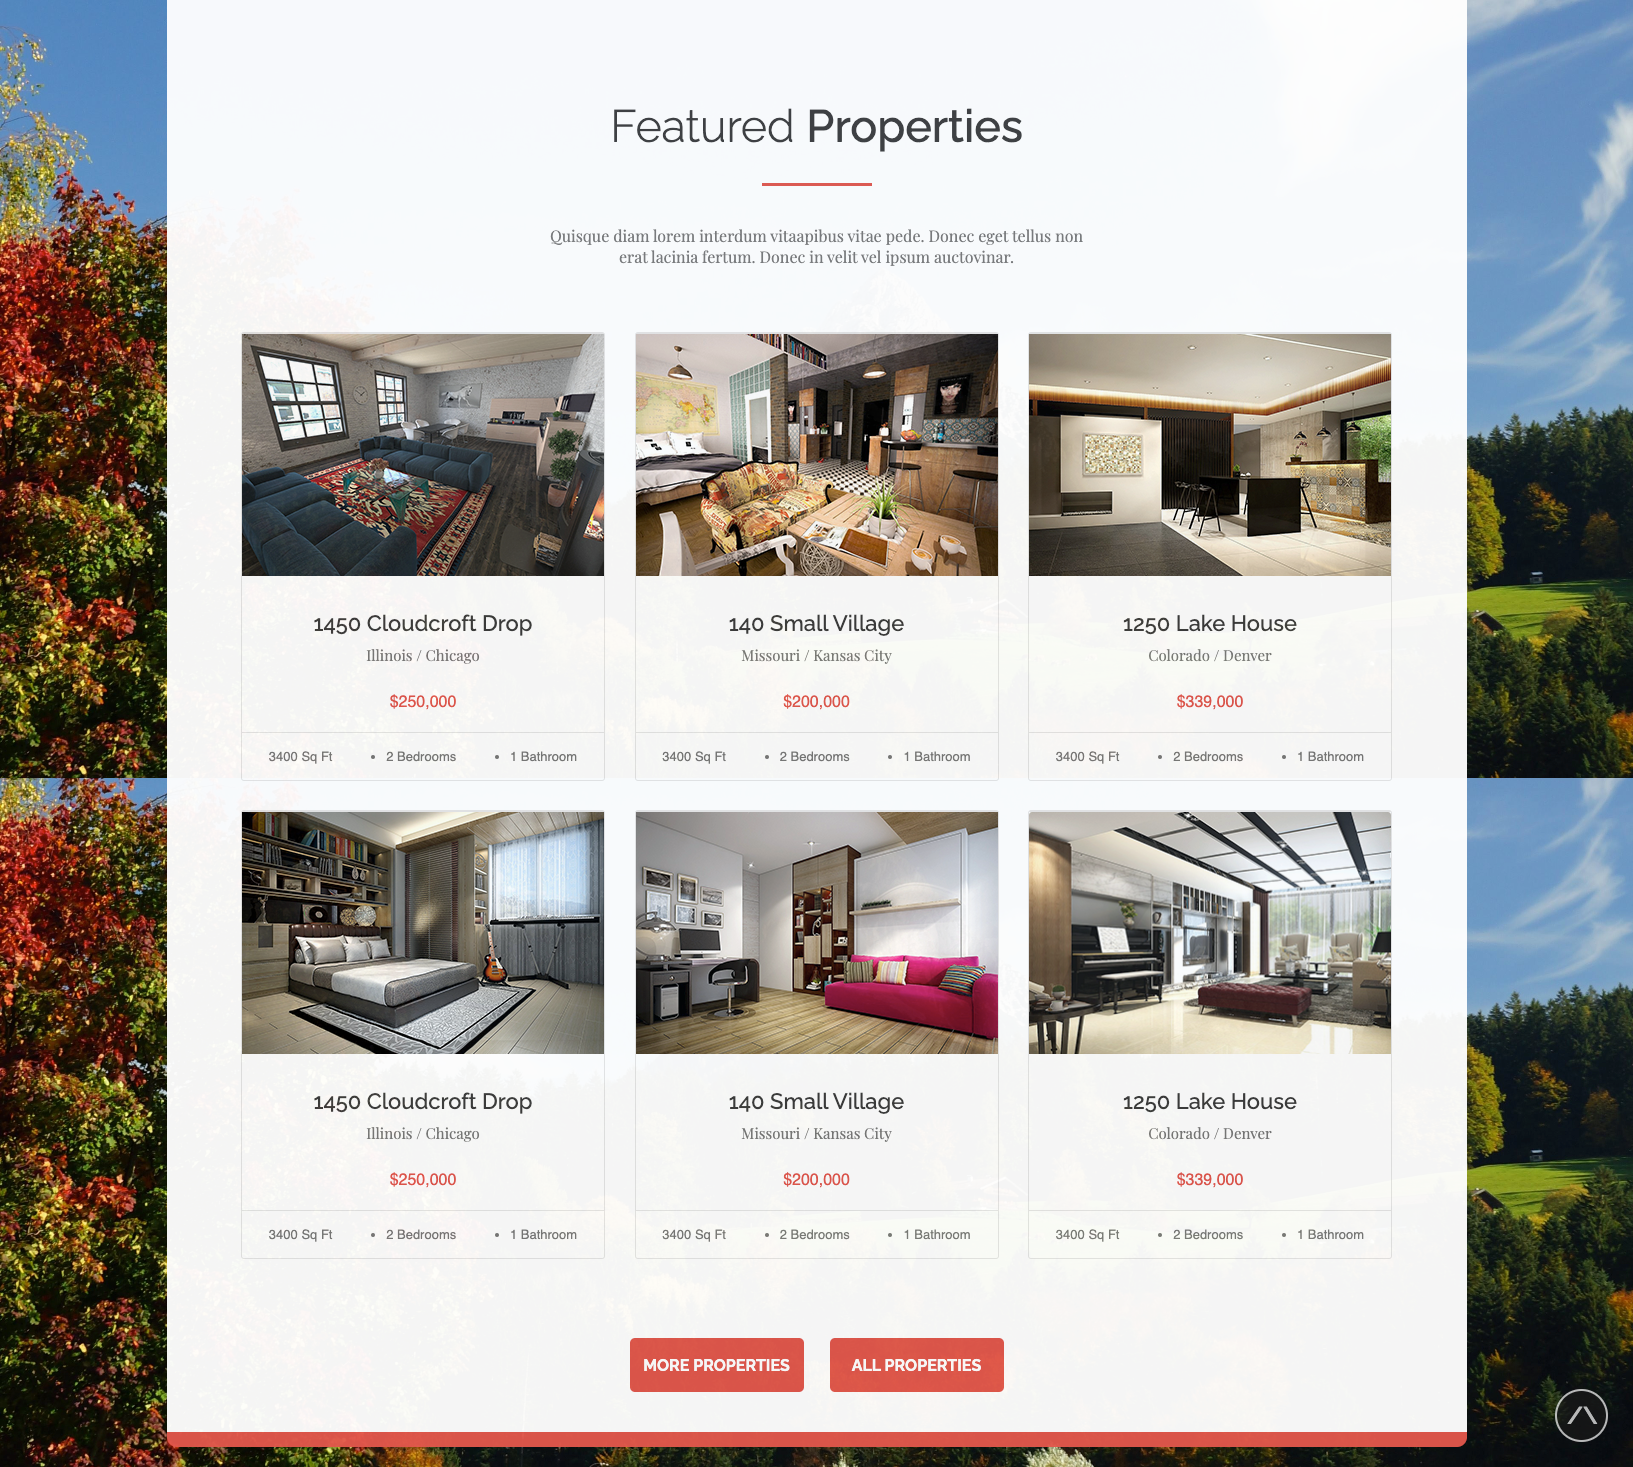 Featured Properties
Quisque diam lorem interdum vitaapibus vitae pede. Donec eget tellus non
erat lacinia fertum. Donec in velit vel ipsum auctovinar.
1450 Cloudcroft Drop
Illinois / Chicago
$250,000
3400 Sq Ft • 2 Bedrooms • 1 Bathroom
140 Small Village
Missouri / Kansas City
$200,000
3400 Sq Ft • 2 Bedrooms • 1 Bathroom
1250 Lake House
Colorado / Denver
$339,000
3400 Sq Ft • 2 Bedrooms • 1 Bathroom
1450 Cloudcroft Drop
Illinois / Chicago
$250,000
3400 Sq Ft • 2 Bedrooms • 1 Bathroom
140 Small Village
Missouri / Kansas City
$200,000
3400 Sq Ft • 2 Bedrooms • 1 Bathroom
1250 Lake House
Colorado / Denver
$339,000
3400 Sq Ft • 2 Bedrooms • 1 Bathroom
MORE PROPERTIES
ALL PROPERTIES